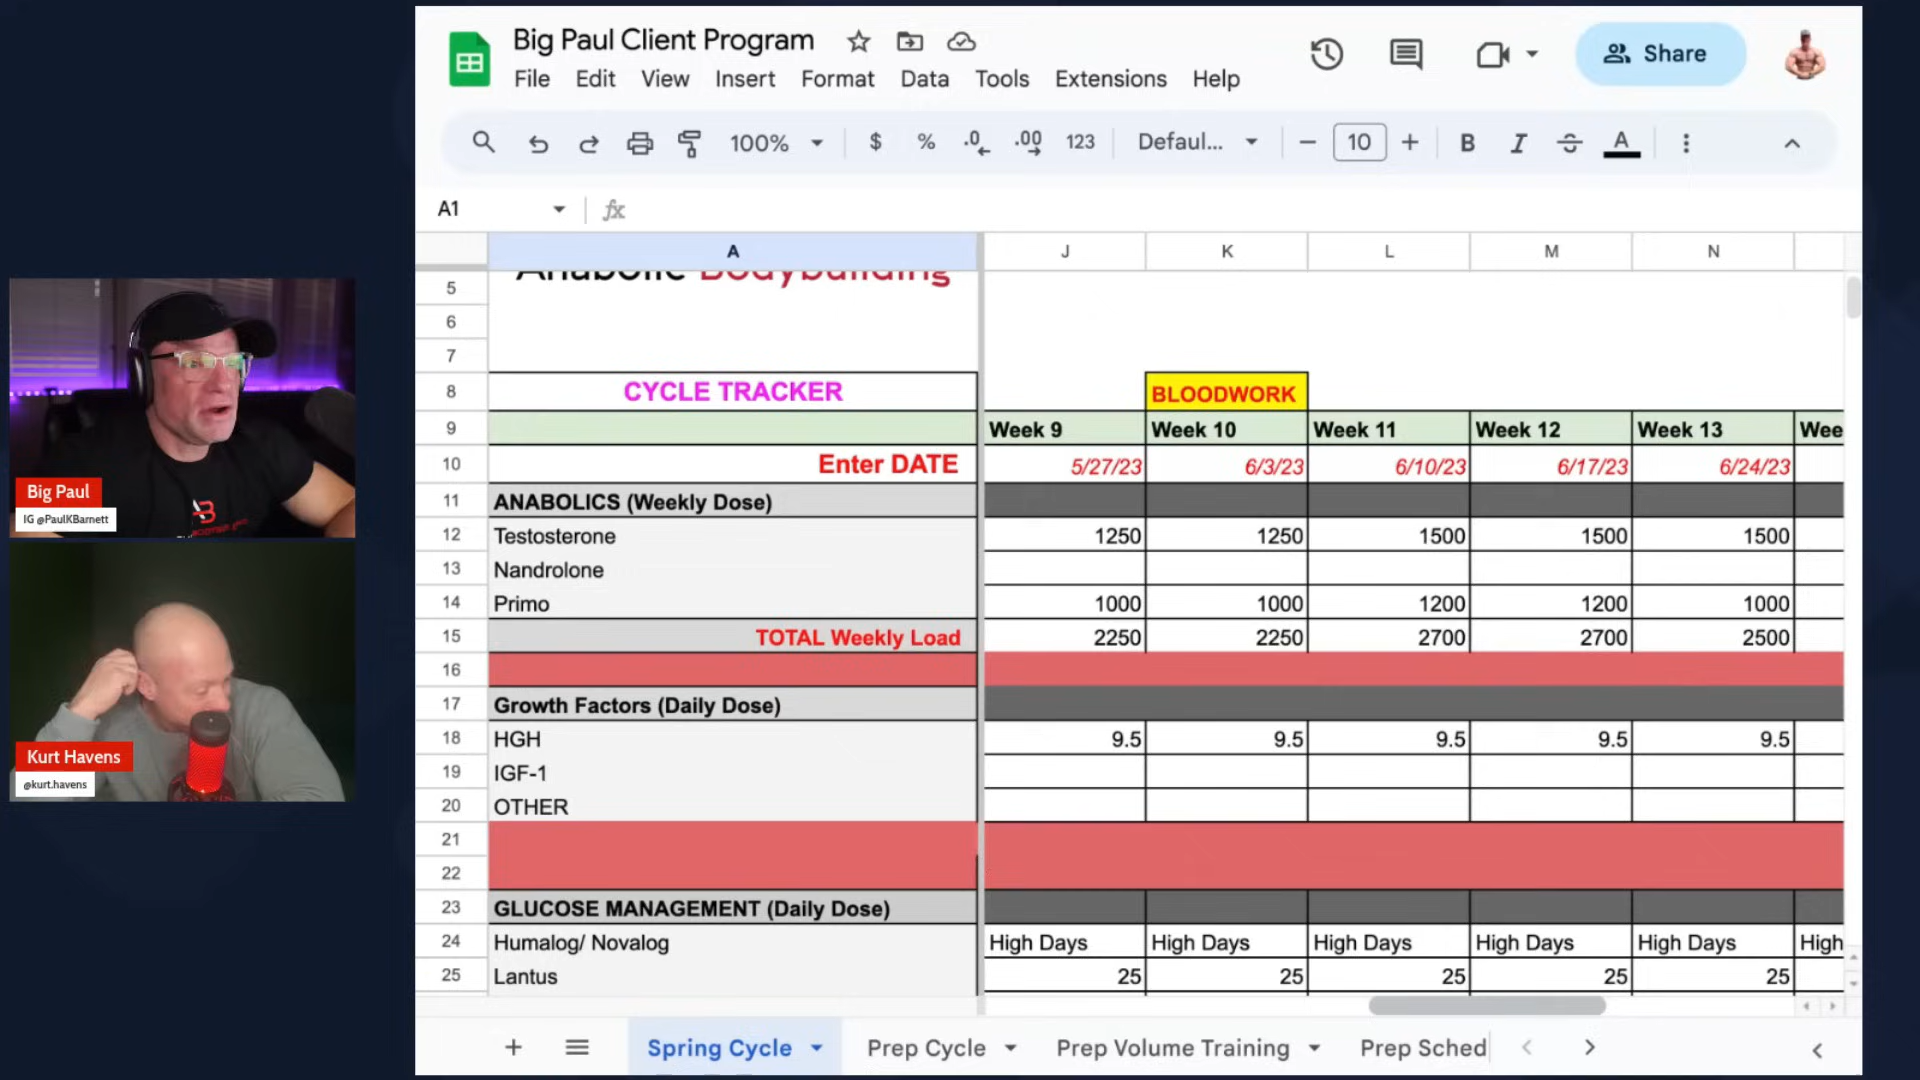 Big Paul Client Program
File Edit View Insert Format Data Tools Extensions Help
Share
100% $ % .0 .00 123 Defaul... 10 B I A
A1 fx
A J K L M N
5 Anabolic Bodybuilding
6
7
8 CYCLE TRACKER BLOODWORK
9 Week 9 Week 10 Week 11 Week 12 Week 13 Wee
10 Enter DATE 5/27/23 6/3/23 6/10/23 6/17/23 6/24/23
11 ANABOLICS (Weekly Dose)
12 Testosterone 1250 1250 1500 1500 1500
13 Nandrolone
14 Primo 1000 1000 1200 1200 1000
15 TOTAL Weekly Load 2250 2250 2700 2700 2500
16
17 Growth Factors (Daily Dose)
18 HGH 9.5 9.5 9.5 9.5 9.5
19 IGF-1
20 OTHER
21
22
23 GLUCOSE MANAGEMENT (Daily Dose)
24 Humalog/ Novalog High Days High Days High Days High Days High Days High
25 Lantus 25 25 25 25 25
Spring Cycle Prep Cycle Prep Volume Training Prep Sched
Big Paul
IG @PaulKBarnett
Kurt Havens
@kurt.havens